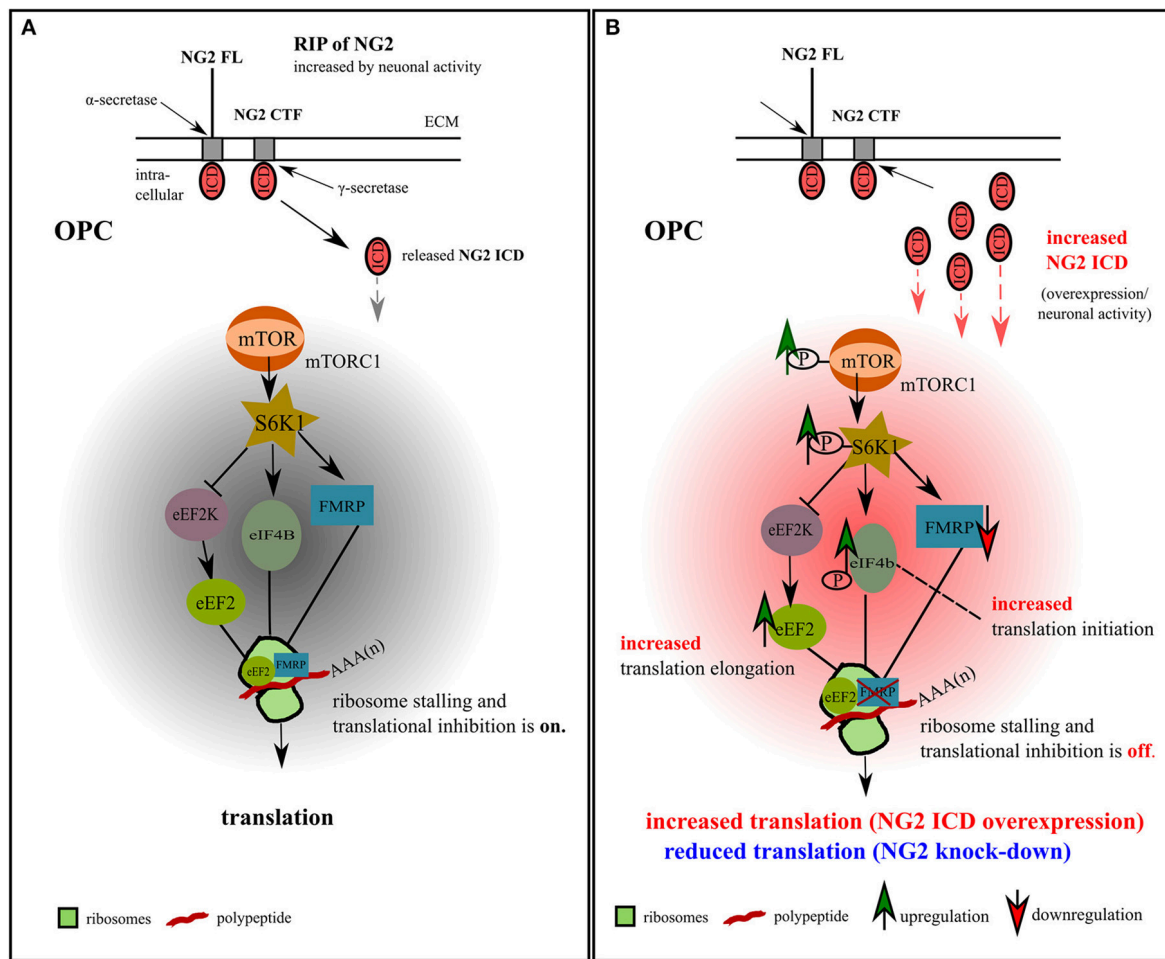 A
RIP of NG2
increased by neuonal activity
NG2 FL
α-secretase
NG2 CTF
ECM
intra-
cellular
ICD
ICD
γ-secretase
OPC
ICD
released NG2 ICD
mTOR
mTORC1
S6K1
eEF2K
eIF4B
FMRP
eEF2
eEF2
FMRP
AAA(n)
ribosome stalling and
translational inhibition is on.
translation
ribosomes
polypeptide
B
NG2 FL
NG2 CTF
ICD
ICD
OPC
ICD
ICD
ICD
ICD
ICD
increased
NG2 ICD
(overexpression/
neuronal activity)
P
mTOR
mTORC1
P
S6K1
eEF2K
P
eIF4b
FMRP
increased
translation initiation
eEF2
increased
translation elongation
eEF2
FMRP
AAA(n)
ribosome stalling and
translational inhibition is off.
increased translation (NG2 ICD overexpression)
reduced translation (NG2 knock-down)
ribosomes
polypeptide
upregulation
downregulation